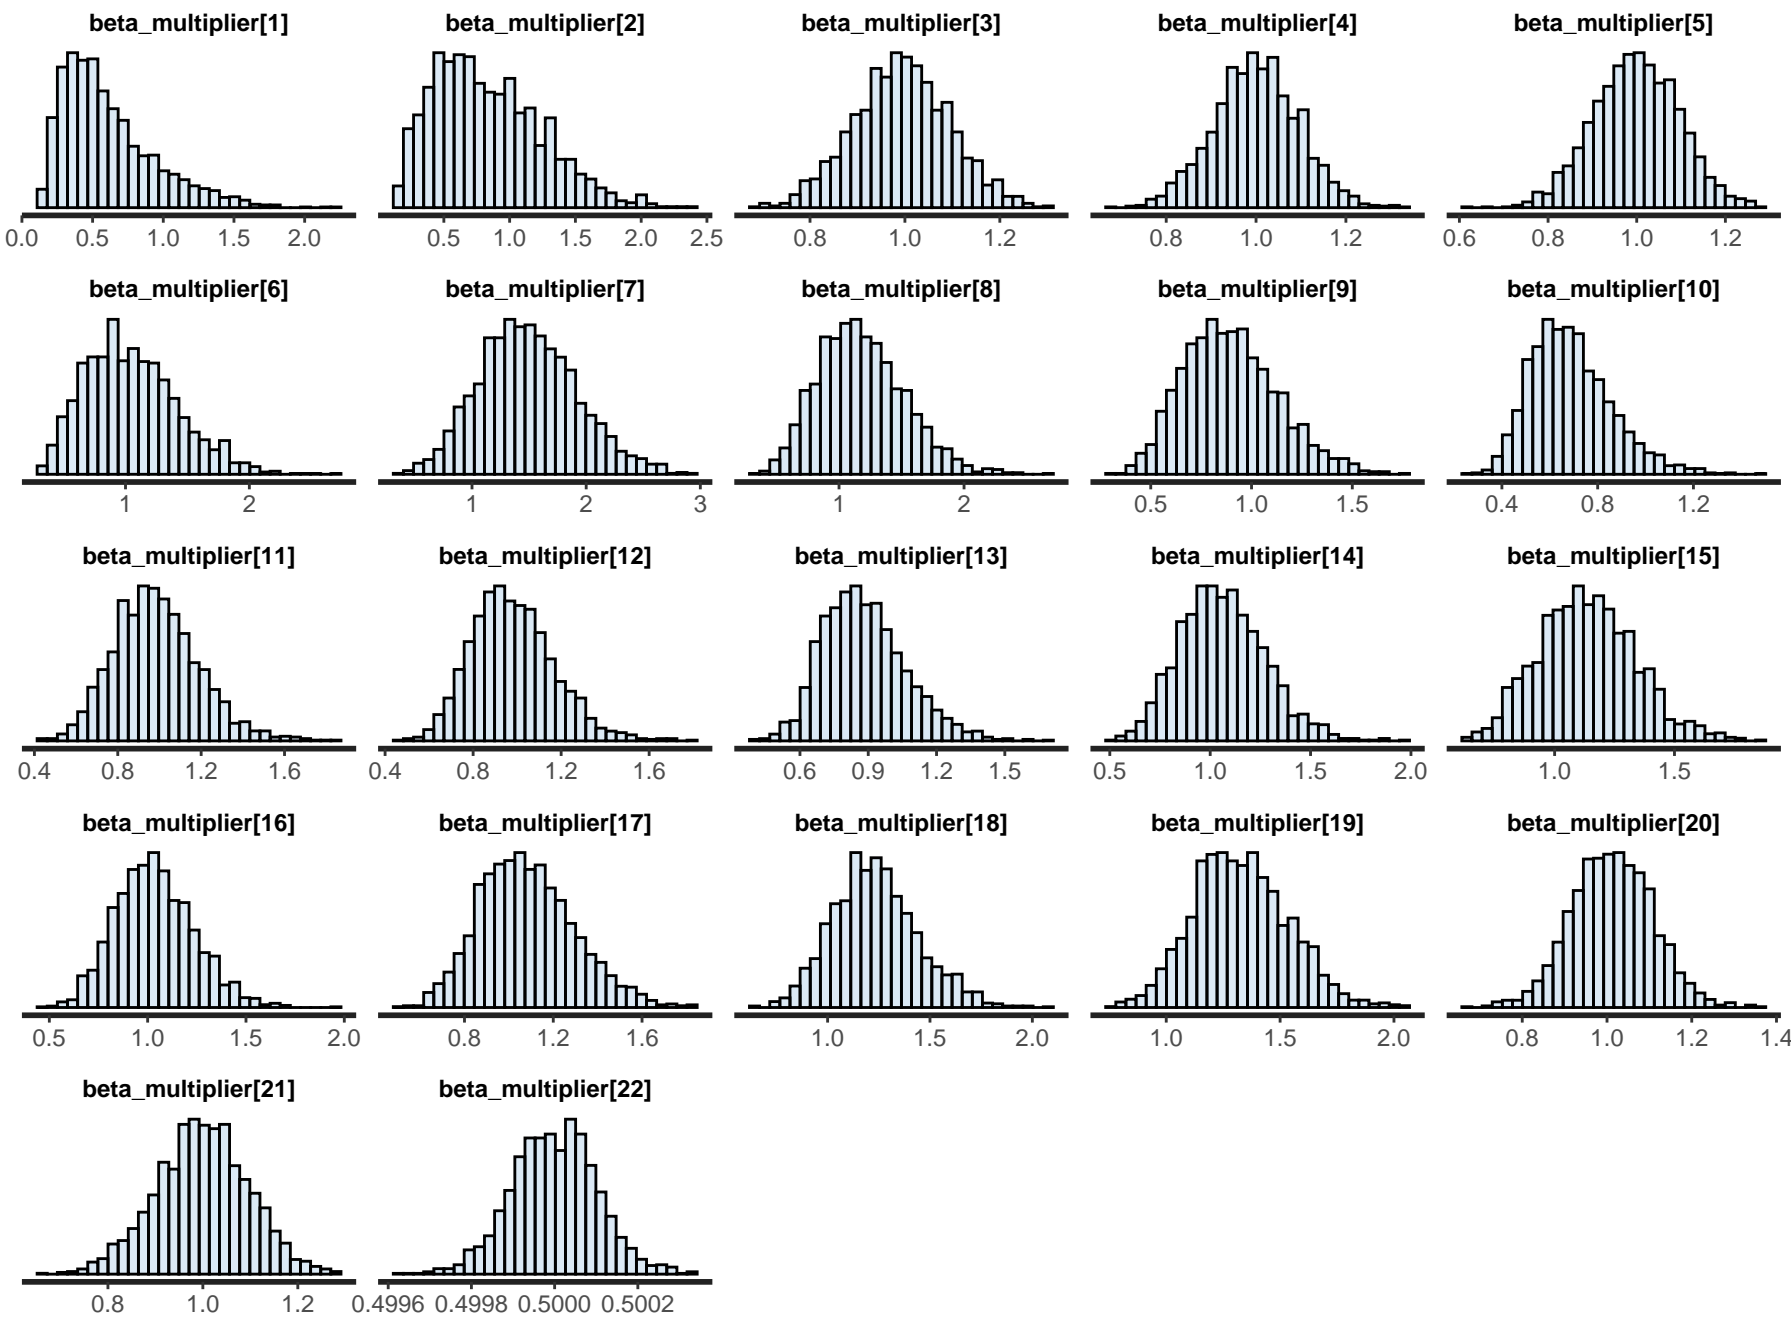 beta_multiplier[1] beta_multiplier[2] beta_multiplier[3] beta_multiplier[4] beta_multiplier[5]
0.0 0.5 1.0 1.5 2.0 0.5 1.0 1.5 2.0 2.5 0.8 1.0 1.2 0.8 1.0 1.2 0.6 0.8 1.0 1.2
beta_multiplier[6] beta_multiplier[7] beta_multiplier[8] beta_multiplier[9] beta_multiplier[10]
1 2 1 2 3 1 2 0.5 1.0 1.5 0.4 0.8 1.2
beta_multiplier[11] beta_multiplier[12] beta_multiplier[13] beta_multiplier[14] beta_multiplier[15]
0.4 0.8 1.2 1.6 0.4 0.8 1.2 1.6 0.6 0.9 1.2 1.5 0.5 1.0 1.5 2.0 1.0 1.5
beta_multiplier[16] beta_multiplier[17] beta_multiplier[18] beta_multiplier[19] beta_multiplier[20]
0.5 1.0 1.5 2.0 0.8 1.2 1.6 1.0 1.5 2.0 1.0 1.5 2.0 0.8 1.0 1.2 1.4
beta_multiplier[21] beta_multiplier[22]
0.8 1.0 1.2 0.4996 0.4998 0.5000 0.5002